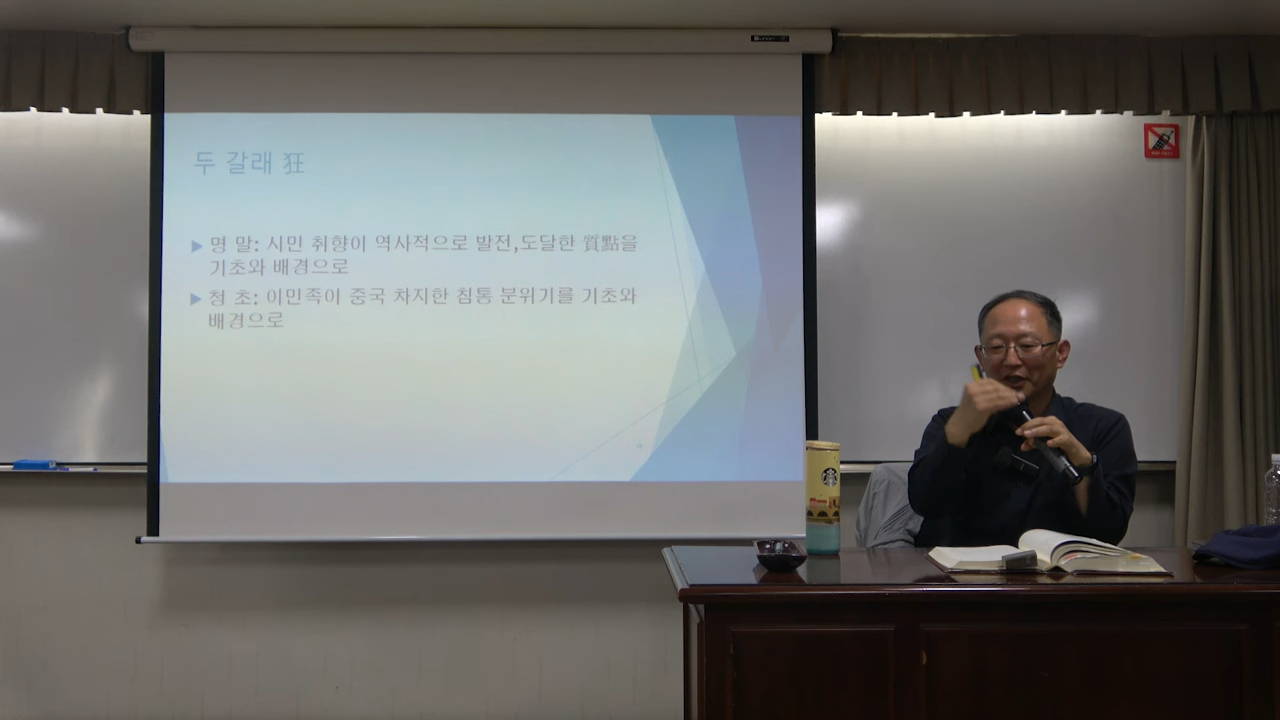 두 갈래 狂
명 말: 시민 취향이 역사적으로 발전,도달한 質點을
기초와 배경으로
청 초: 이민족이 중국 차지한 침통 분위기를 기초와
배경으로